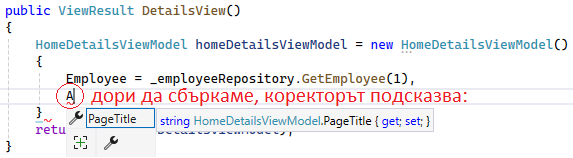 public ViewResult DetailsView()
{
HomeDetailsViewModel homeDetailsViewModel = new HomeDetailsViewModel()
{
Employee = _employeeRepository.GetEmployee(1),
A дори да сбъркаме, коректорът подсказва:
} PageTitle string HomeDetailsViewModel.PageTitle { get; set; }
}